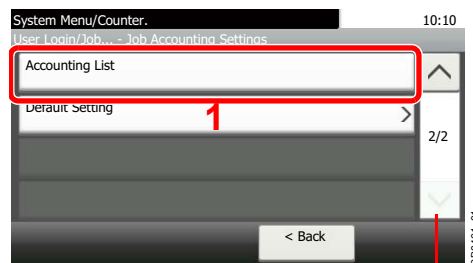 System Menu/Counter.
10:10
User Login/Job... - Job Accounting Settings
Accounting List
Default Setting
1
2/2
< Back